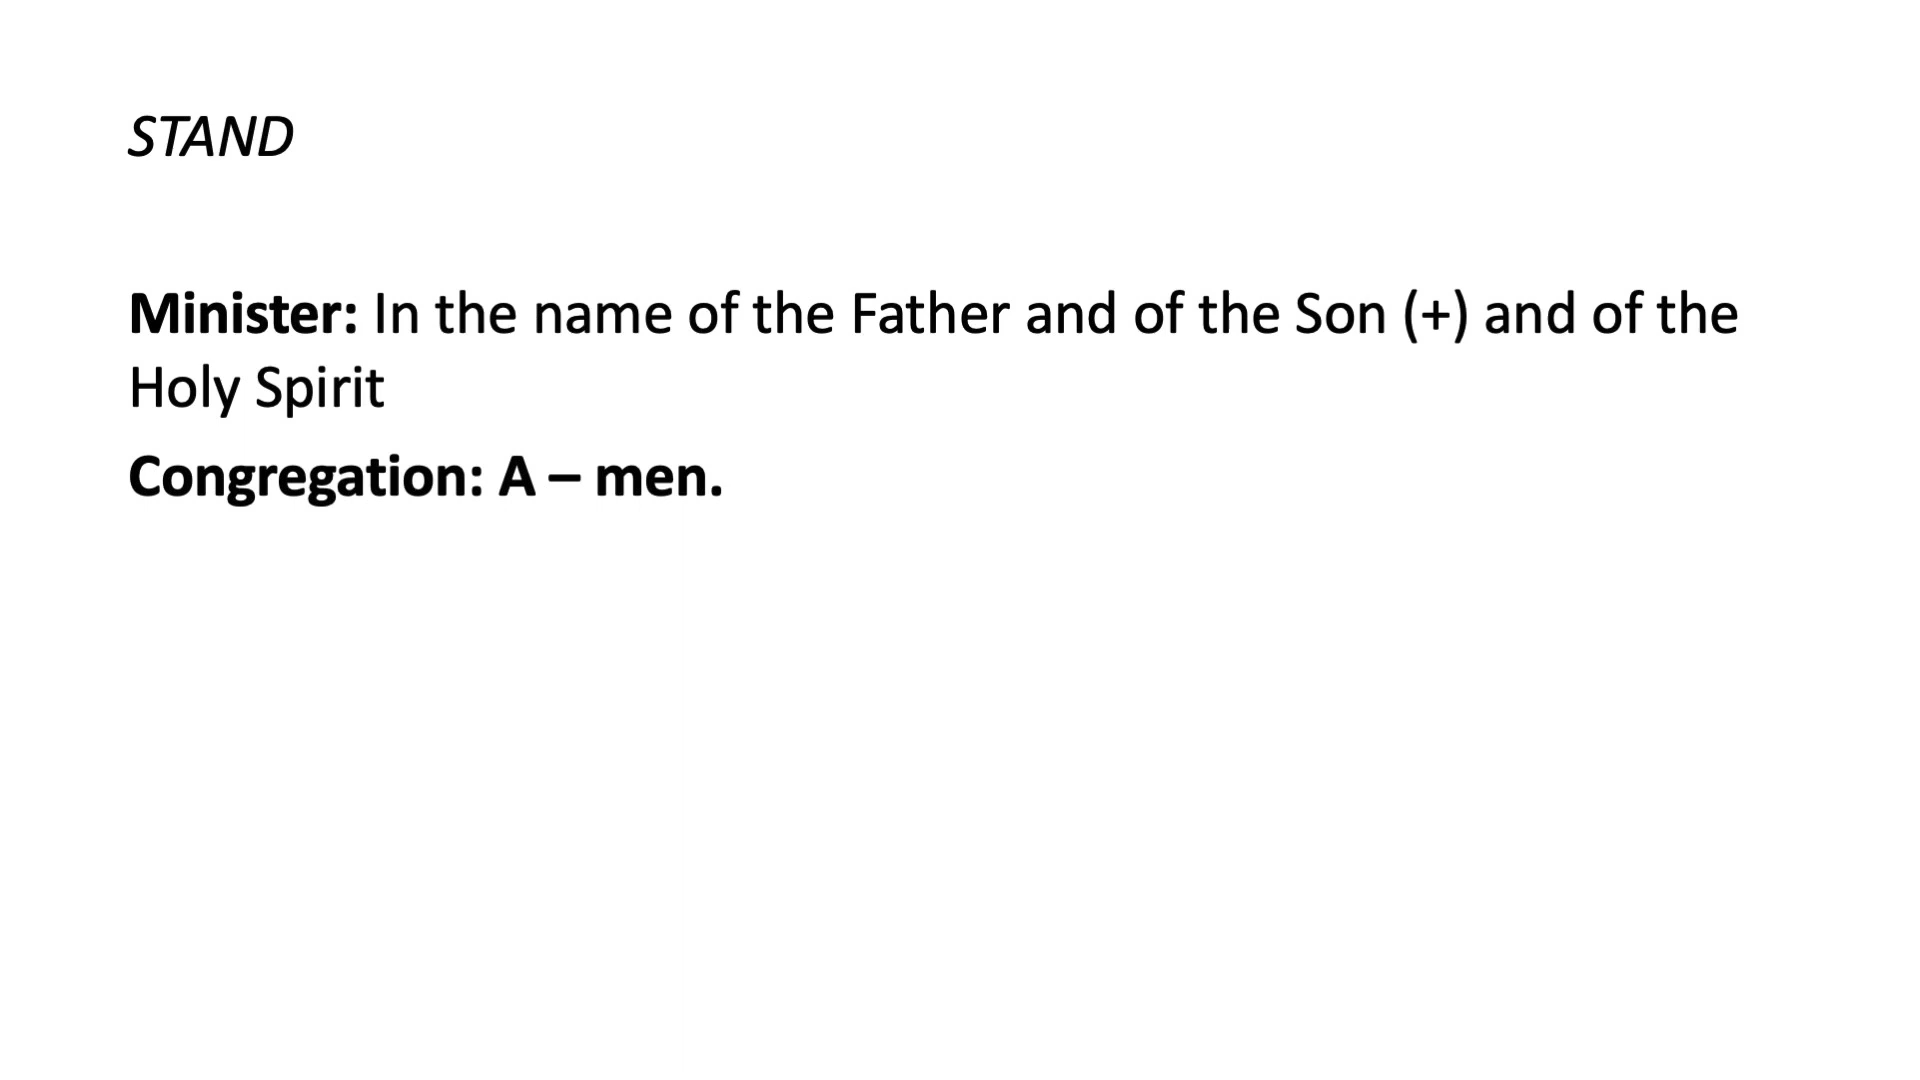 STAND
Minister: In the name of the Father and of the Son (+) and of the
Holy Spirit
Congregation: A – men.